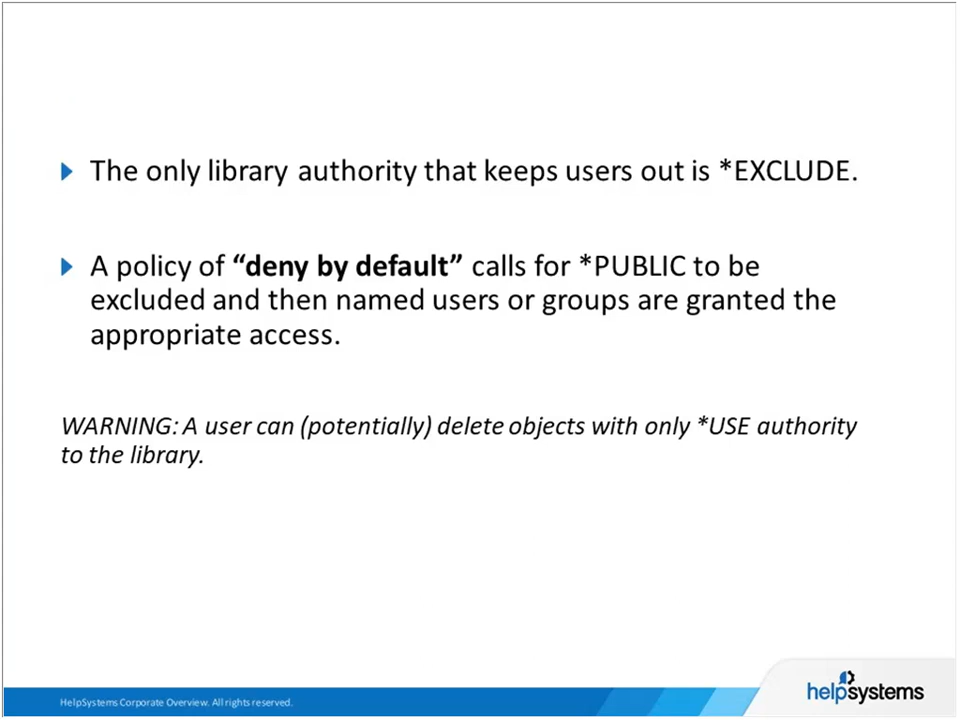 The only library authority that keeps users out is *EXCLUDE.
A policy of “deny by default” calls for *PUBLIC to be
excluded and then named users or groups are granted the
appropriate access.
WARNING: A user can (potentially) delete objects with only *USE authority
to the library.
HelpSystems Corporate Overview. All rights reserved.
helpsystems